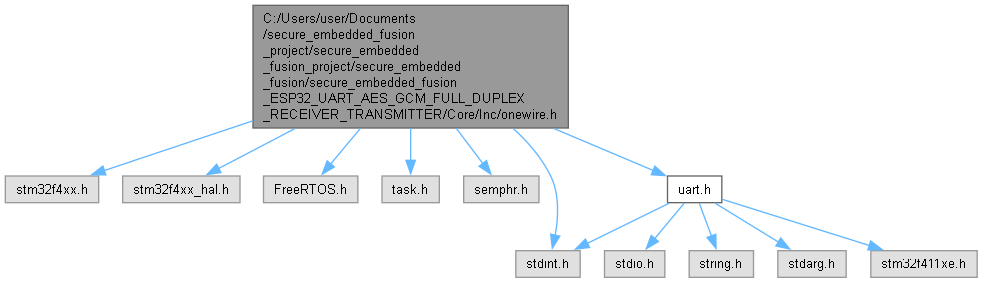 C:/Users/user/Documents
/secure_embedded_fusion
_project/secure_embedded
_fusion_project/secure_embedded
_fusion/secure_embedded_fusion
_ESP32_UART_AES_GCM_FULL_DUPLEX
_RECEIVER_TRANSMITTER/Core/Inc/onewire.h
stm32f4xx.h
stm32f4xx_hal.h
FreeRTOS.h
task.h
semphr.h
uart.h
stdint.h
stdio.h
string.h
stdarg.h
stm32f411xe.h